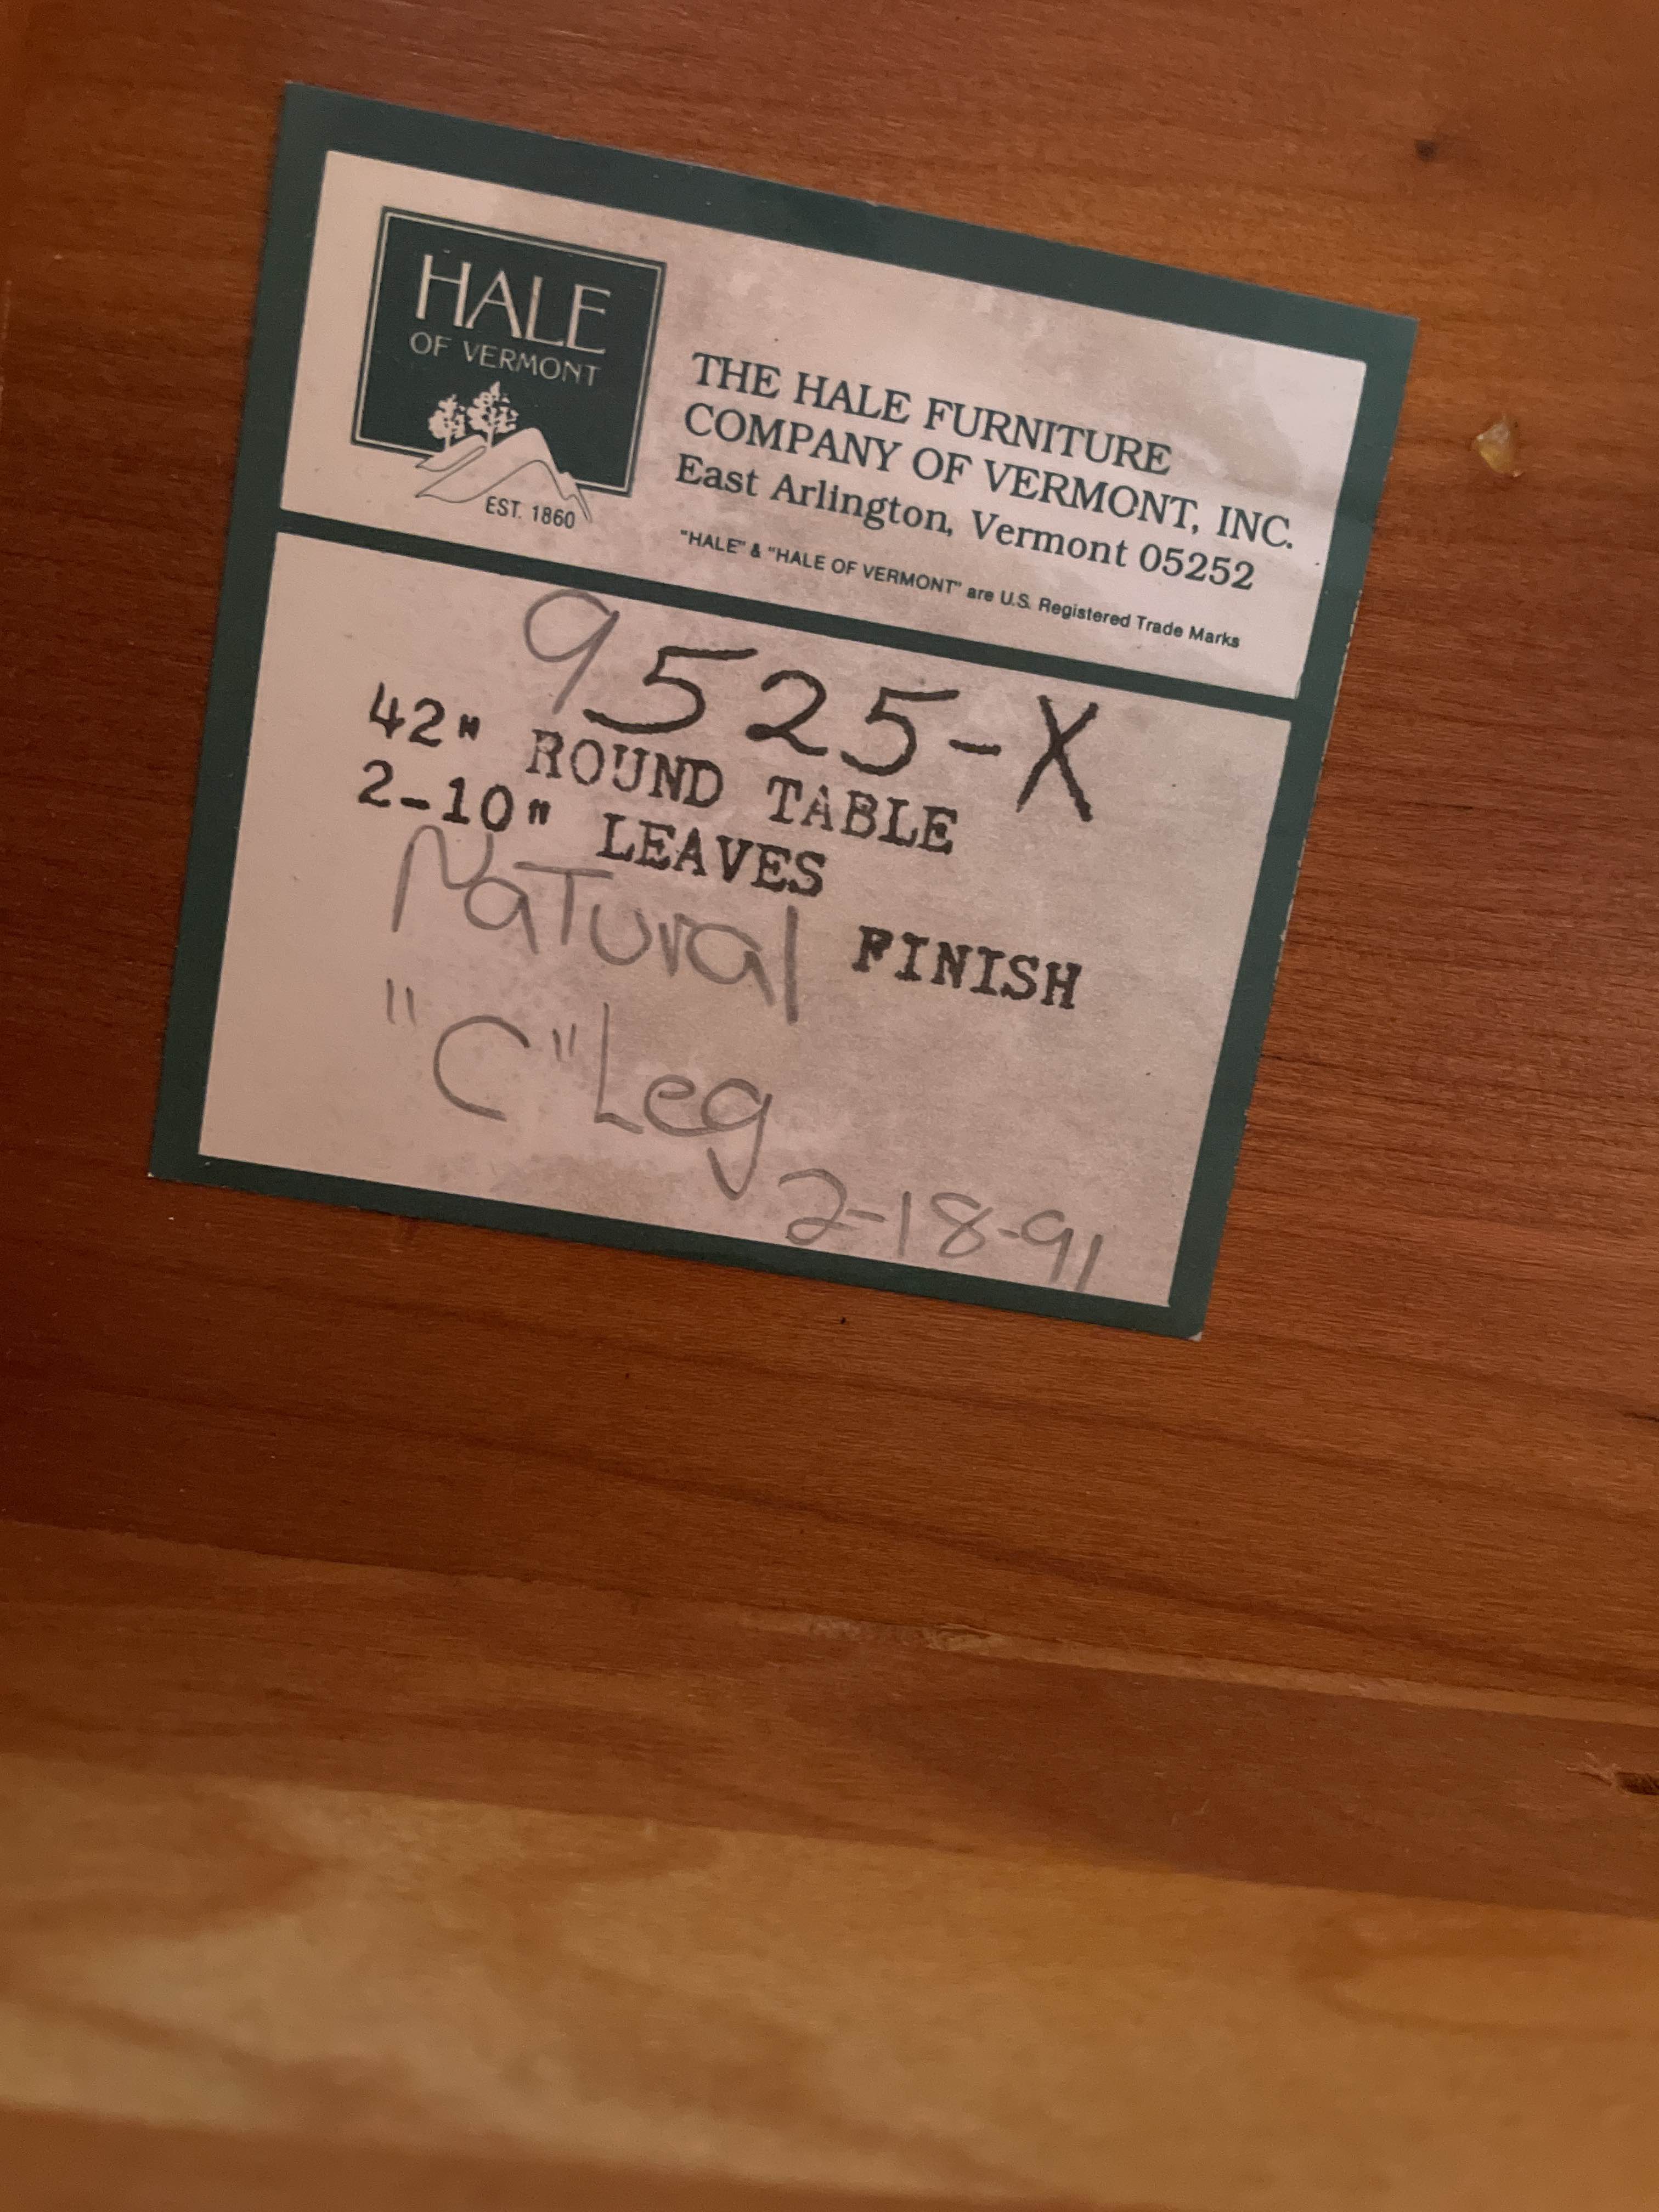 HALE
OF VERMONT
EST. 1860
THE HALE FURNITURE
COMPANY OF VERMONT, INC.
East Arlington, Vermont 05252
"HALE" & "HALE OF VERMONT" are U.S. Registered Trade Marks
9525-X
42" ROUND TABLE
2-10" LEAVES
Natural FINISH
"C" Leg
2-18-91